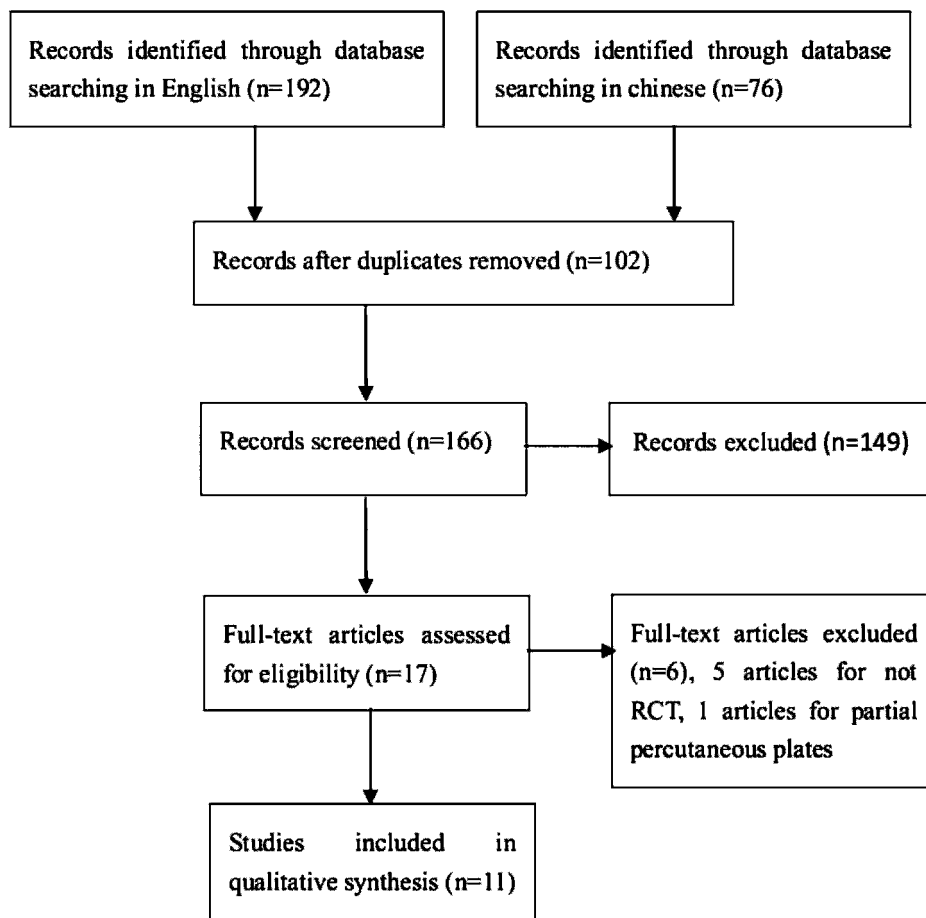 Records identified through database
searching in English (n=192)
Records identified through database
searching in chinese (n=76)
Records after duplicates removed (n=102)
Records screened (n=166)
Records excluded (n=149)
Full-text articles assessed
for eligibility (n=17)
Full-text articles excluded
(n=6), 5 articles for not
RCT, 1 articles for partial
percutaneous plates
Studies included in
qualitative synthesis (n=11)